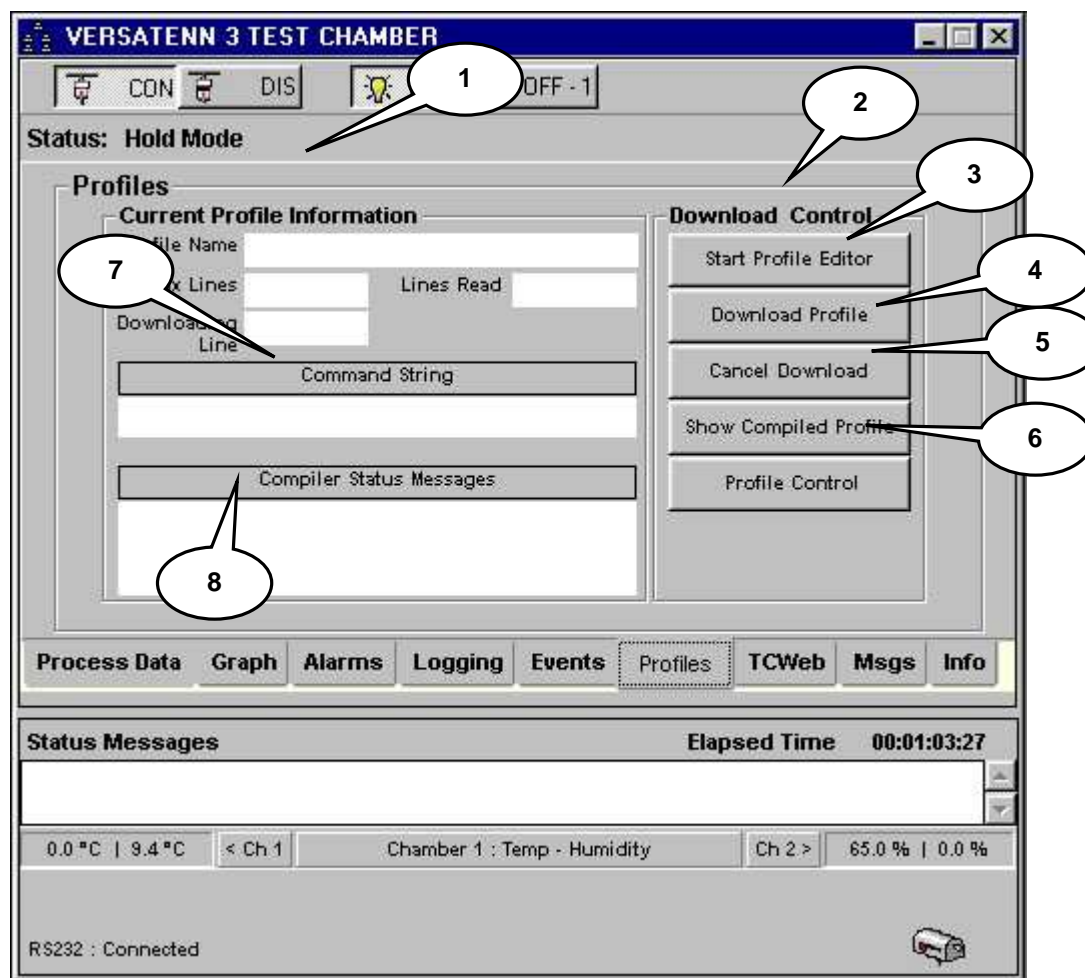 VERSATENN 3 TEST CHAMBER
CON DIS OFF - 1
1
2
Status: Hold Mode
3
Profiles
Current Profile Information
Download Control
Name
Start Profile Editor
7
Lines Lines Read
4
Download Profile
Line
5
Command String
Cancel Download
Show Compiled Profile
6
Compiler Status Messages
Profile Control
8
Process Data Graph Alarms Logging Events Profiles TCWeb Msgs Info
Status Messages Elapsed Time 00:01:03:27
0.0 °C | 9.4 °C < Ch 1 Chamber 1 : Temp - Humidity Ch 2 > 65.0 % | 0.0 %
RS232 : Connected